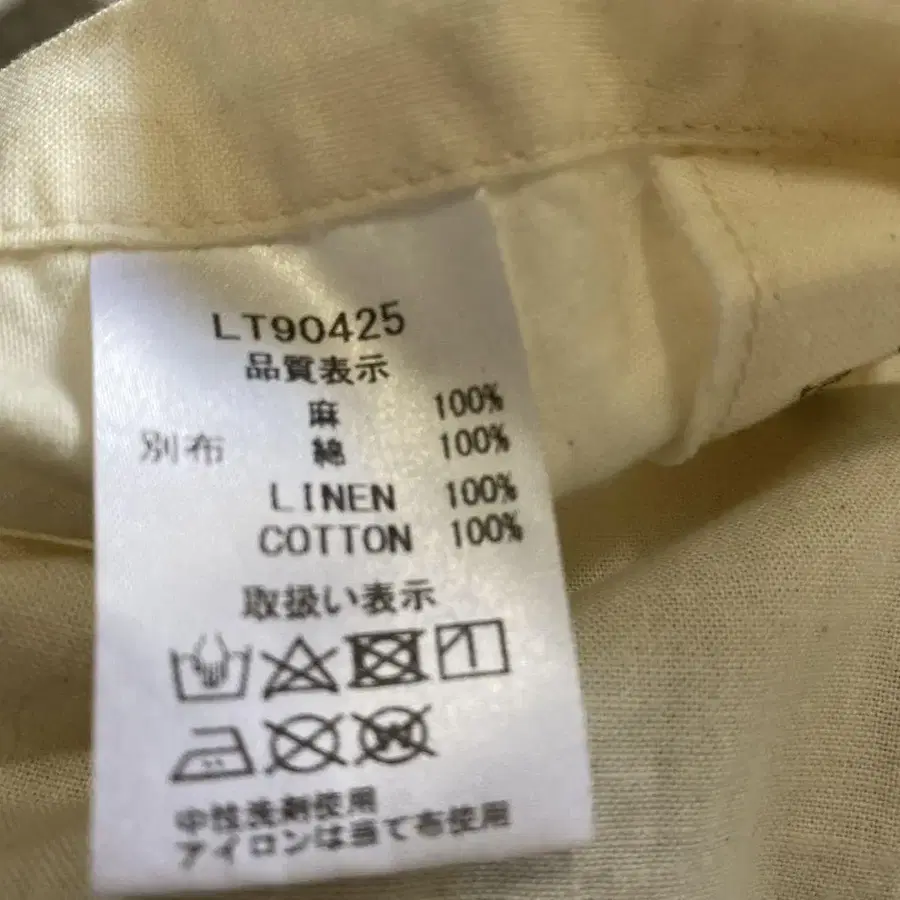 LT90425
品質表示
麻 100%
別布 綿 100%
LINEN 100%
COTTON 100%
取扱い表示
中性洗剤使用
アイロンは当て布使用